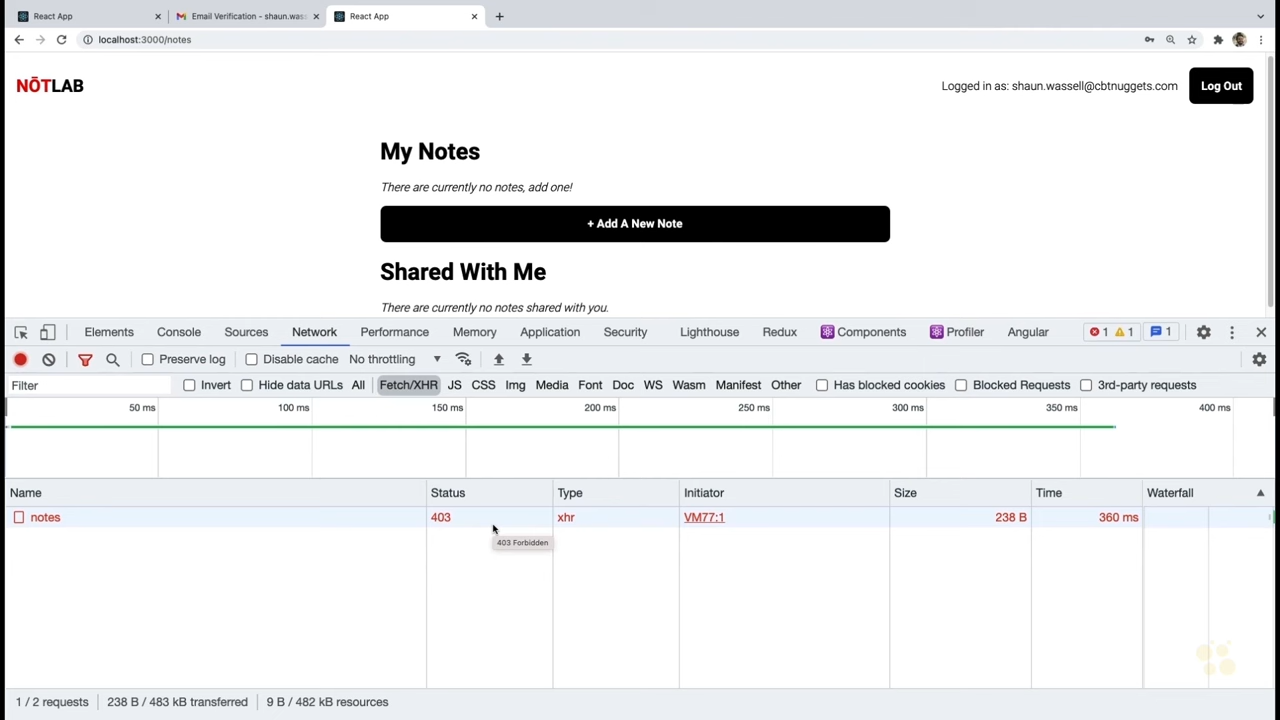 React App
Email Verification - shaun.was
React App
localhost:3000/notes
NŌTLAB
Logged in as: shaun.wassell@cbtnuggets.com
Log Out
My Notes
There are currently no notes, add one!
+ Add A New Note
Shared With Me
There are currently no notes shared with you.
Elements Console Sources Network Performance Memory Application Security Lighthouse Redux Components Profiler Angular 1 1 1
Preserve log Disable cache No throttling
Filter Invert Hide data URLs All Fetch/XHR JS CSS Img Media Font Doc WS Wasm Manifest Other Has blocked cookies Blocked Requests 3rd-party requests
50 ms 100 ms 150 ms 200 ms 250 ms 300 ms 350 ms 400 ms
Name Status Type Initiator Size Time Waterfall
notes 403 xhr VM77:1 238 B 360 ms
403 Forbidden
1 / 2 requests 238 B / 483 kB transferred 9 B / 482 kB resources